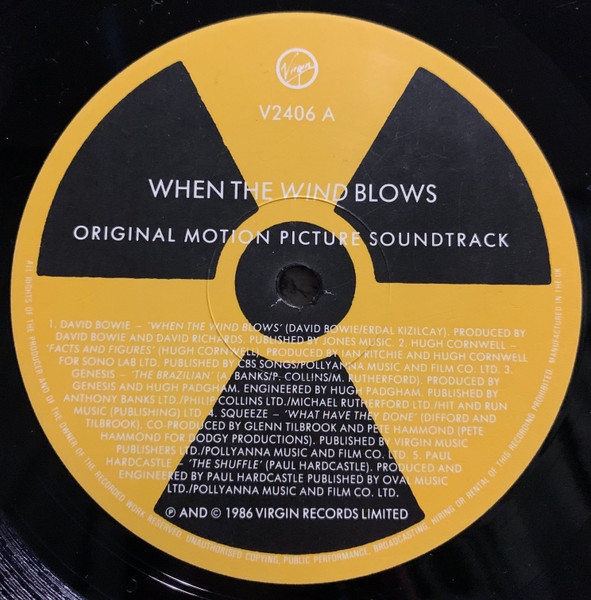 Virgin
V2406 A
WHEN THE WIND BLOWS
ORIGINAL MOTION PICTURE SOUNDTRACK
1. DAVID BOWIE – 'WHEN THE WIND BLOWS' (DAVID BOWIE/ERDAL KIZILCAY). PRODUCED BY
DAVID BOWIE AND DAVID RICHARDS. PUBLISHED BY JONES MUSIC. 2. HUGH CORNWELL –
'FACTS AND FIGURES' (HUGH CORNWELL). PRODUCED BY IAN RITCHIE AND HUGH CORNWELL
FOR SONG LAB LTD. PUBLISHED BY CBS SONGS/POLLYANNA MUSIC AND FILM CO. LTD. 3.
GENESIS – 'THE BRAZILIAN' (A. BANKS/P. COLLINS/M. RUTHERFORD). PRODUCED BY
GENESIS AND HUGH PADGHAM. ENGINEERED BY HUGH PADGHAM. PUBLISHED BY
ANTHONY BANKS LTD./PHILIP COLLINS LTD./MICHAEL RUTHERFORD LTD./HIT AND RUN
MUSIC (PUBLISHING) LTD. 4. SQUEEZE – 'WHAT HAVE THEY DONE' (DIFFORD AND
TILBROOK). CO-PRODUCED BY GLENN TILBROOK AND PETE HAMMOND (PETE
HAMMOND FOR DODGY PRODUCTIONS). PUBLISHED BY VIRGIN MUSIC
PUBLISHERS LTD./POLLYANNA MUSIC AND FILM CO. LTD. 5. PAUL
HARDCASTLE – 'THE SHUFFLE' (PAUL HARDCASTLE). PRODUCED AND
ENGINEERED BY PAUL HARDCASTLE PUBLISHED BY OVAL MUSIC
LTD./POLLYANNA MUSIC AND FILM CO. LTD.
℗ AND © 1986 VIRGIN RECORDS LIMITED
ALL RIGHTS OF THE PRODUCER AND OF THE OWNER OF THE RECORDED WORK RESERVED. UNAUTHORISED COPYING, PUBLIC PERFORMANCE, BROADCASTING, HIRING OR RENTAL OF THIS RECORDING PROHIBITED. MANUFACTURED IN THE UK